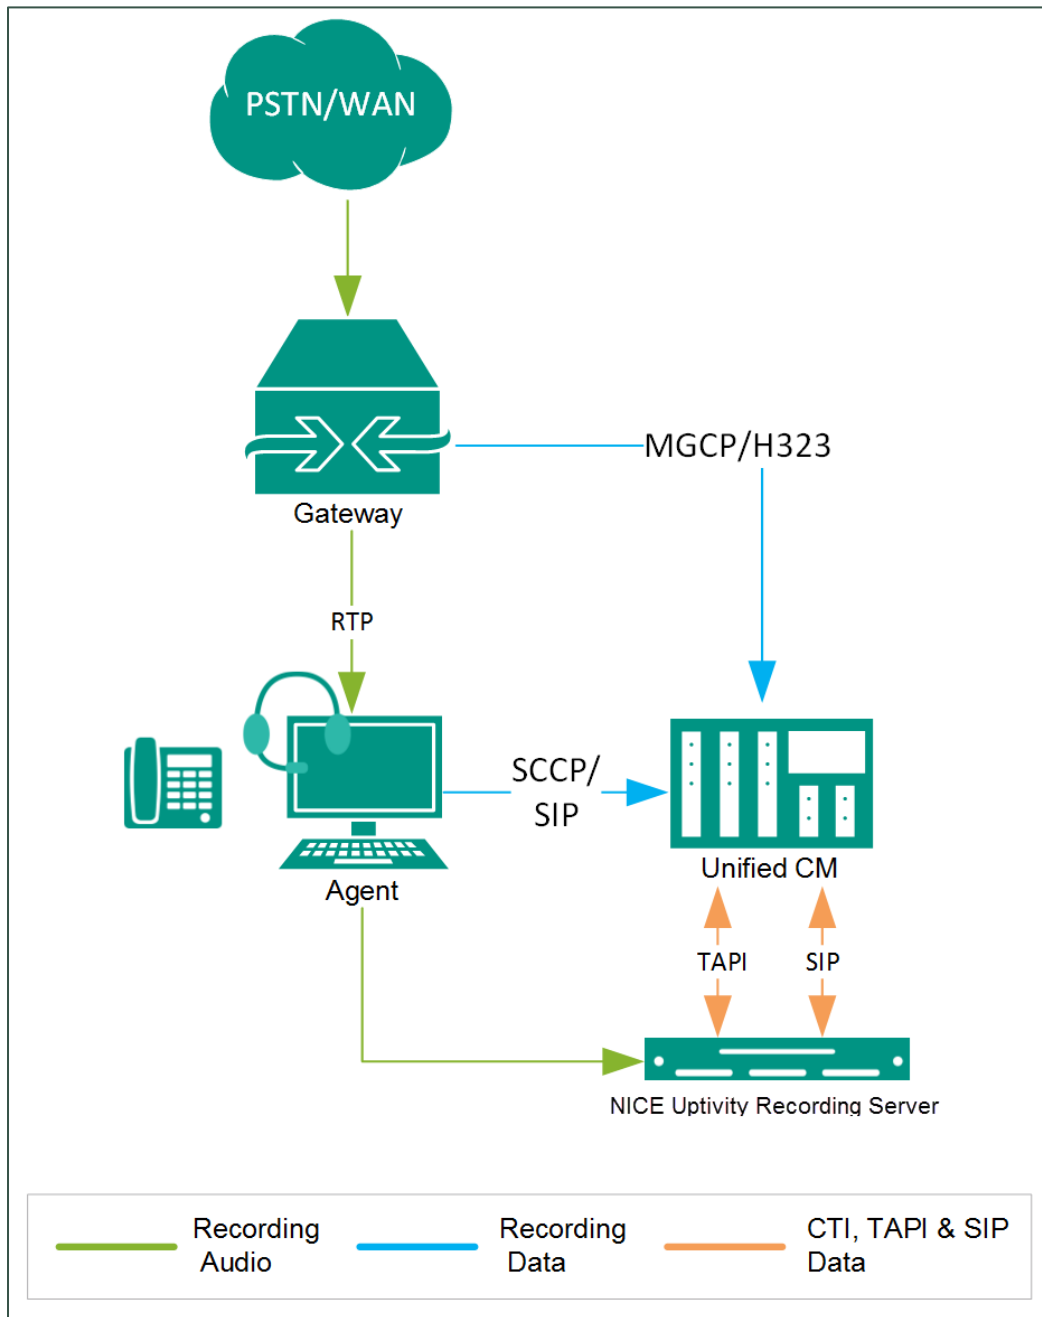 PSTN/WAN
MGCP/H323
Gateway
RTP
SCCP/
SIP
Unified CM
Agent
TAPI
SIP
NICE Uptivity Recording Server
Recording
Audio
Recording
Data
CTI, TAPI & SIP
Data